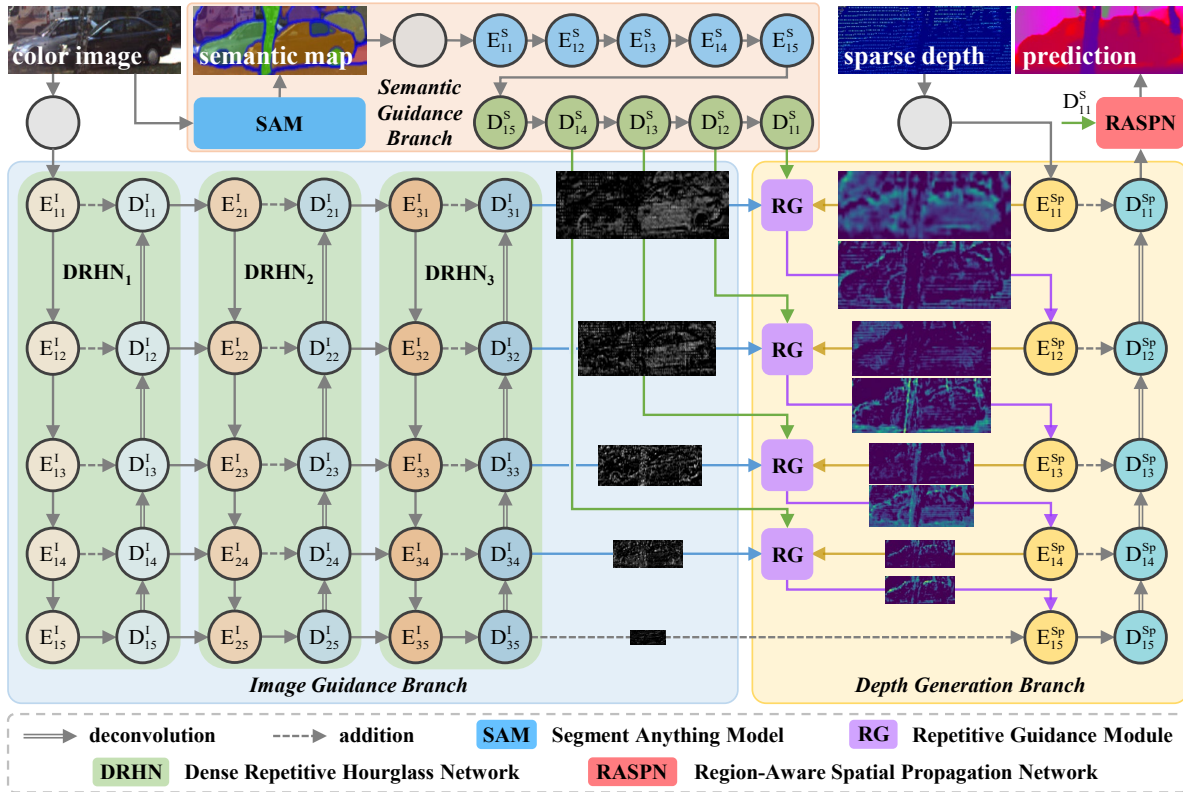 color image
semantic map
E^S_11 E^S_12 E^S_13 E^S_14 E^S_15
sparse depth
prediction
Semantic
Guidance
Branch
SAM
D^S_15 D^S_14 D^S_13 D^S_12 D^S_11
D^S_11
RASPN
E^I_11 D^I_11 E^I_21 D^I_21 E^I_31 D^I_31 RG E^Sp_11 D^Sp_11
DRHN_1 DRHN_2 DRHN_3
E^I_12 D^I_12 E^I_22 D^I_22 E^I_32 D^I_32 RG E^Sp_12 D^Sp_12
E^I_13 D^I_13 E^I_23 D^I_23 E^I_33 D^I_33 RG E^Sp_13 D^Sp_13
E^I_14 D^I_14 E^I_24 D^I_24 E^I_34 D^I_34 RG E^Sp_14 D^Sp_14
E^I_15 D^I_15 E^I_25 D^I_25 E^I_35 D^I_35 E^Sp_15 D^Sp_15
Image Guidance Branch
Depth Generation Branch
deconvolution addition SAM Segment Anything Model RG Repetitive Guidance Module
DRHN Dense Repetitive Hourglass Network RASPN Region-Aware Spatial Propagation Network